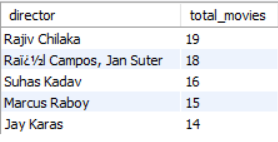 director total_movies
Rajiv Chilaka 19
Raï¿½l Campos, Jan Suter 18
Suhas Kadav 16
Marcus Raboy 15
Jay Karas 14